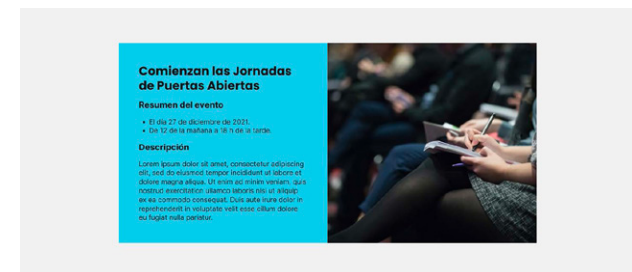 Comienzan las Jornadas
de Puertas Abiertas
Resumen del evento
• El día 27 de diciembre de 2021.
• De 12 de la mañana a 18 h de la tarde.
Descripción
Lorem ipsum dolor sit amet, consectetur adipiscing
elit, sed do eiusmod tempor incididunt ut labore et
dolore magna aliqua. Ut enim ad minim veniam, quis
nostrud exercitation ullamco laboris nisi ut aliquip
ex ea commodo consequat. Duis aute irure dolor in
reprehenderit in voluptate velit esse cillum dolore
eu fugiat nulla pariatur.